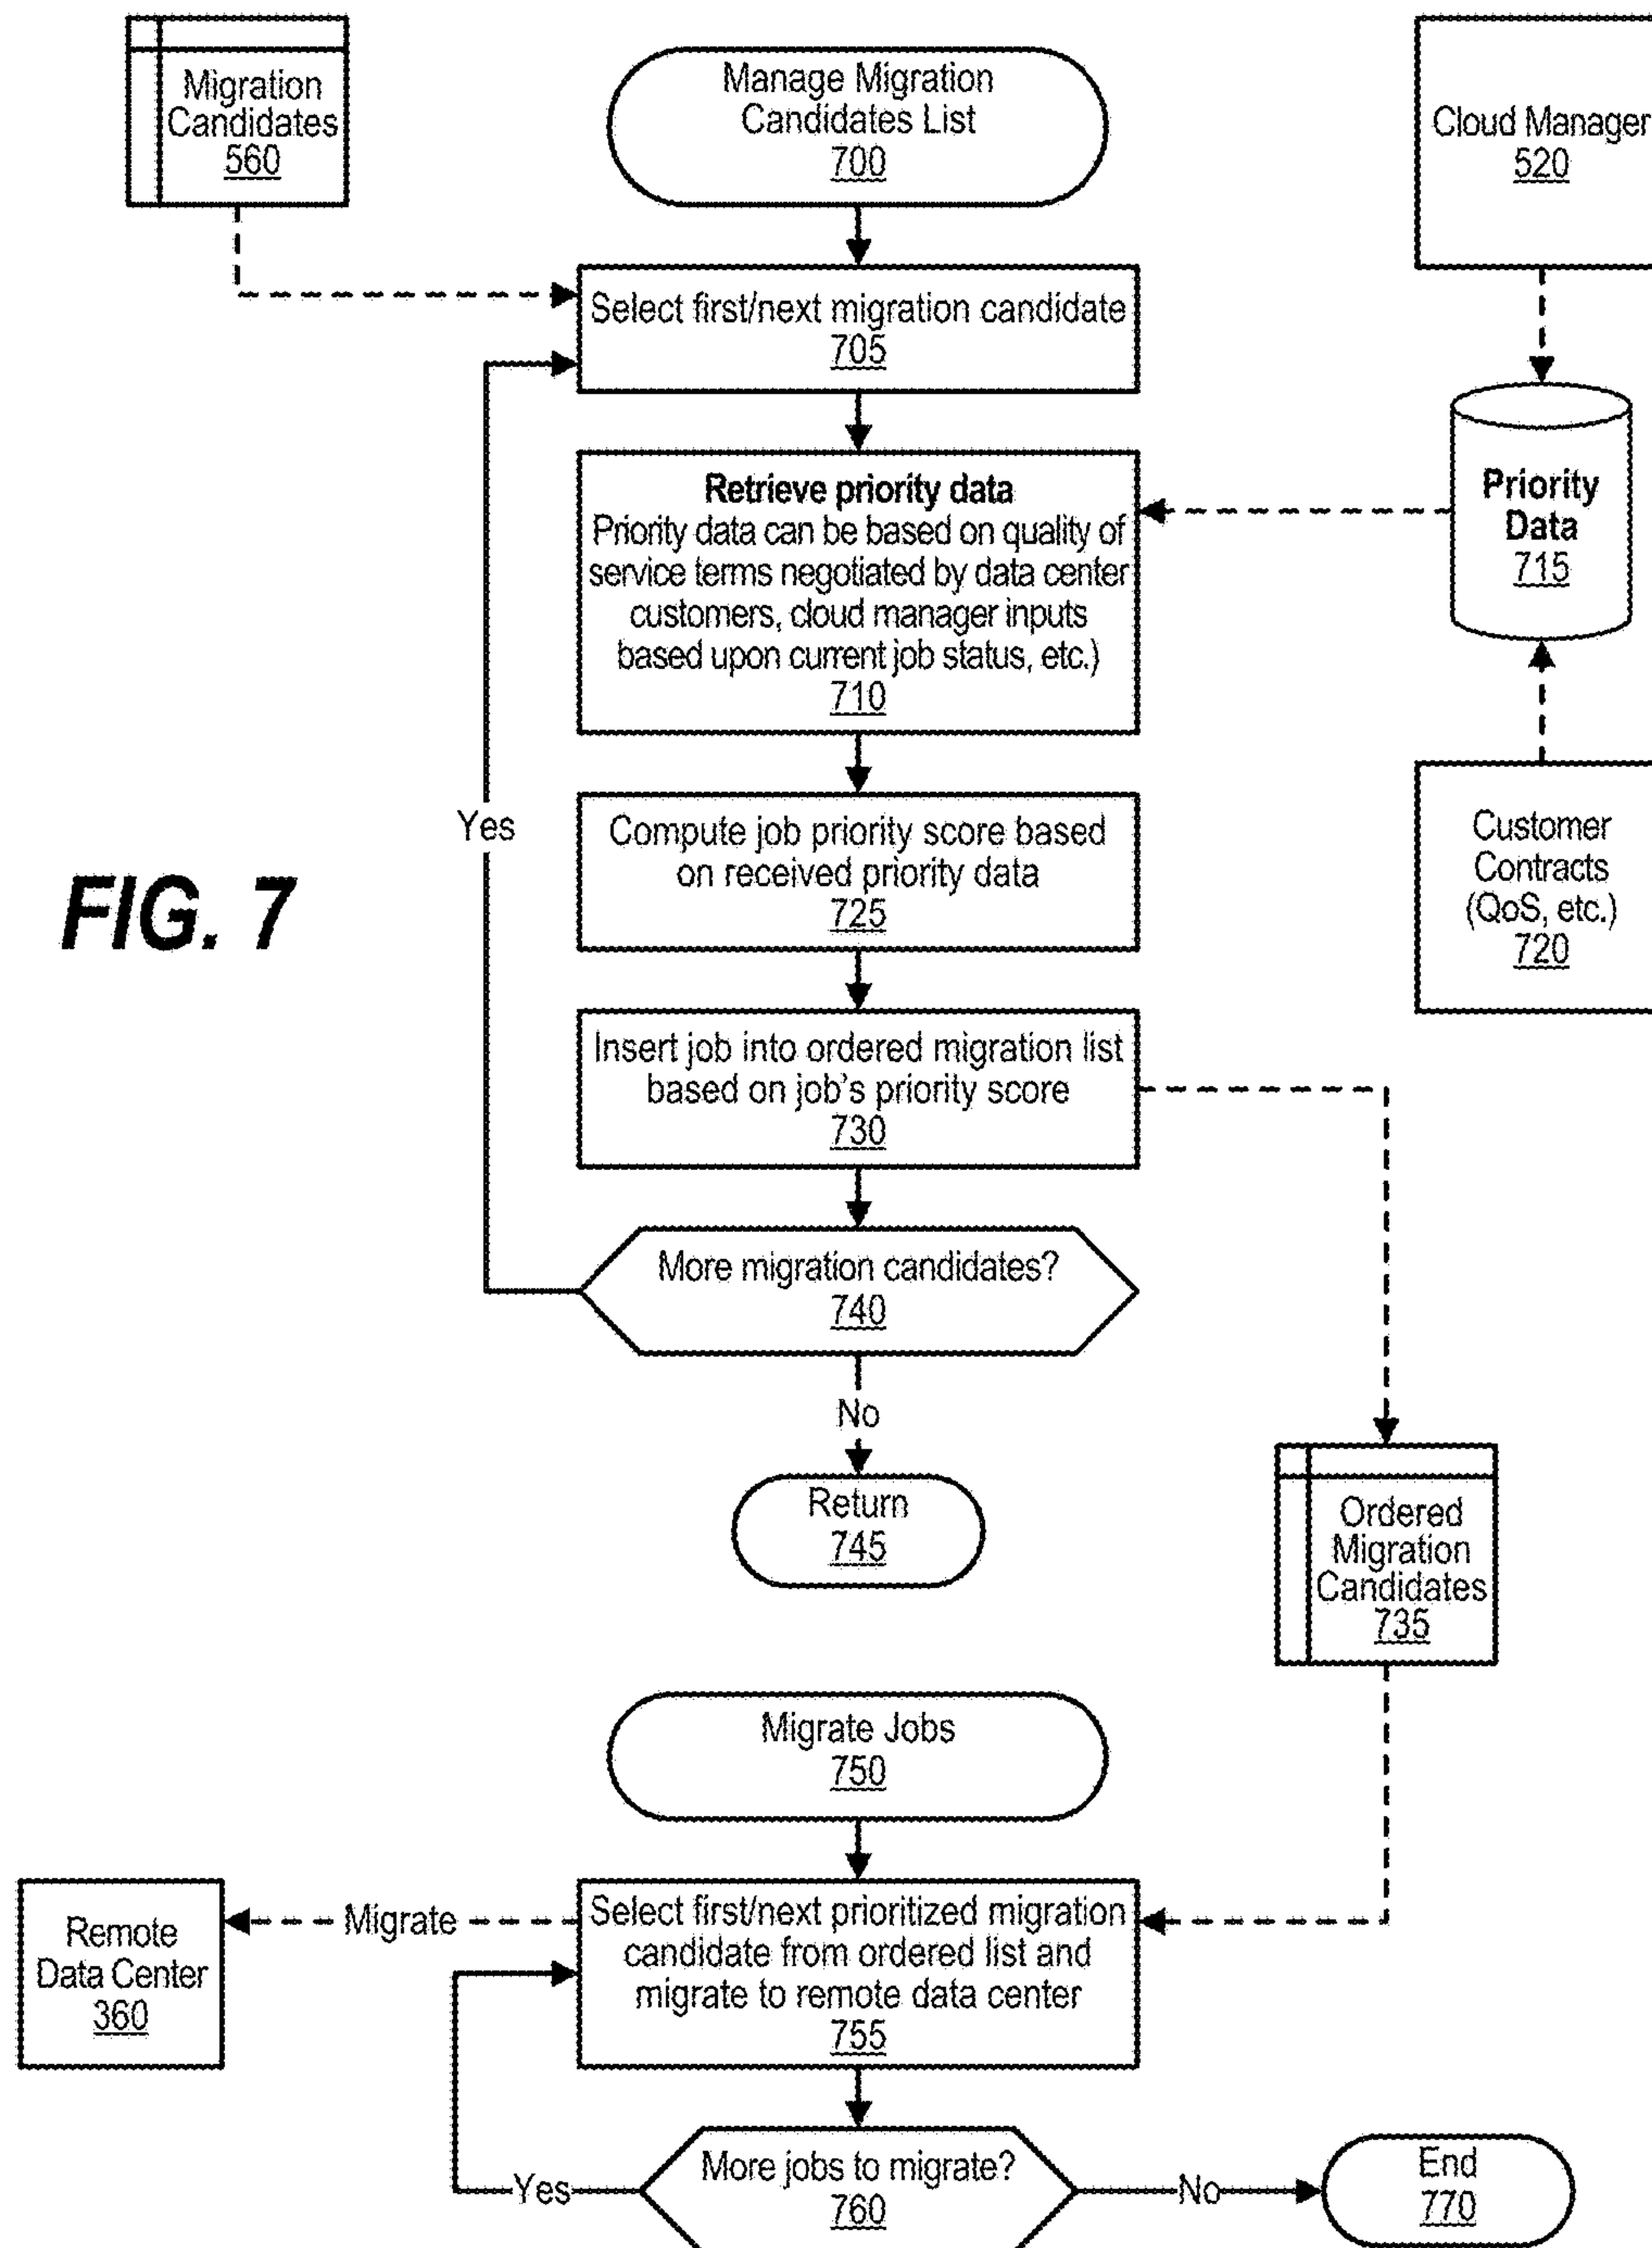 Migration
Candidates
560
Manage Migration
Candidates List
700
Cloud Manager
520
Select first/next migration candidate
705
Retrieve priority data
Priority data can be based on quality of
service terms negotiated by data center
customers, cloud manager inputs
based upon current job status, etc.)
710
Priority
Data
715
Yes
Compute job priority score based
on received priority data
725
Customer
Contracts
(QoS, etc.)
720
FIG. 7
Insert job into ordered migration list
based on job's priority score
730
More migration candidates?
740
No
Return
745
Ordered
Migration
Candidates
735
Migrate Jobs
750
Remote
Data Center
360
Migrate
Select first/next prioritized migration
candidate from ordered list and
migrate to remote data center
755
Yes
More jobs to migrate?
760
No
End
770